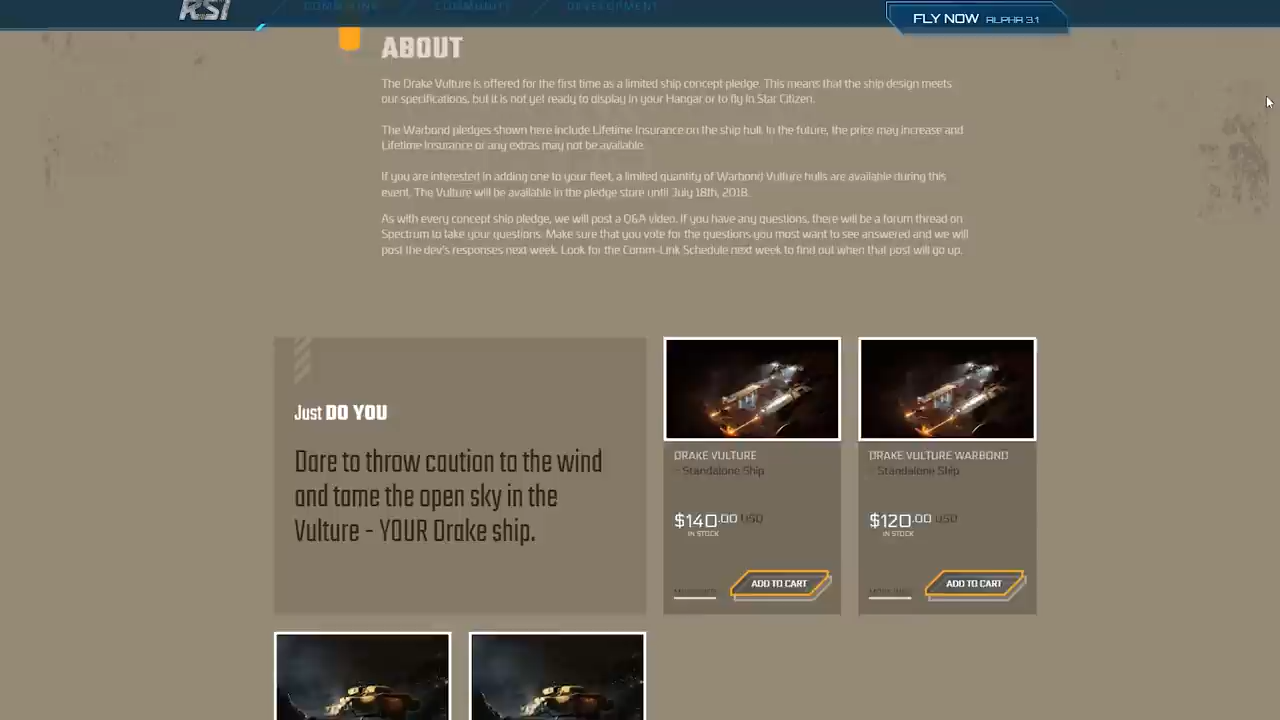 RSI
COMM-LINK
COMMUNITY
DEVELOPMENT
FLY NOW ALPHA 3.1
ABOUT
The Drake Vulture is offered for the first time as a limited ship concept pledge. This means that the ship design meets
our specifications, but it is not yet ready to display in your Hangar or to fly in Star Citizen.
The Warbond pledges shown here include Lifetime Insurance on the ship hull. In the future, the price may increase and
Lifetime Insurance or any extras may not be available.
If you are interested in adding one to your fleet, a limited quantity of Warbond Vulture hulls are available during this
event. The Vulture will be available in the pledge store until July 18th, 2018.
As with every concept ship pledge, we will post a Q&A video. If you have any questions, there will be a forum thread on
Spectrum to take your questions. Make sure that you vote for the questions you most want to see answered and we will
post the dev's responses next week. Look for the Comm-Link Schedule next week to find out when that post will go up.
Just DO YOU
Dare to throw caution to the wind
and tame the open sky in the
Vulture - YOUR Drake ship.
DRAKE VULTURE
- Standalone Ship
$140.00 USD
IN STOCK
ADD TO CART
DRAKE VULTURE WARBOND
- Standalone Ship
$120.00 USD
IN STOCK
ADD TO CART